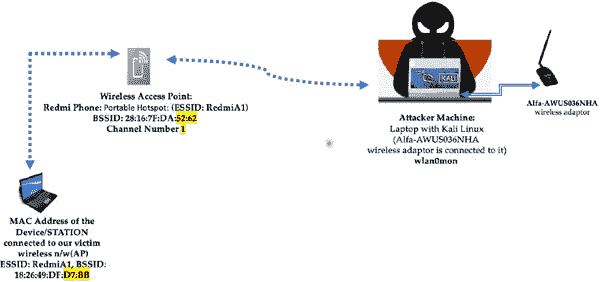 Wireless Access Point:
Redmi Phone: Portable Hotspot: (ESSID: RedmiA1)
BSSID: 28:16:7F:DA:52:62
Channel Number 1
KALI
Attacker Machine:
Laptop with Kali Linux
(Alfa-AWUS036NHA
wireless adaptor is connected to it)
wlan0mon
Alfa-AWUS036NHA
wireless adaptor
MAC Address of the
Device/STATION
connected to our victim
wireless n/w(AP)
ESSID: RedmiA1, BSSID:
18:26:49:DF:D7:BB